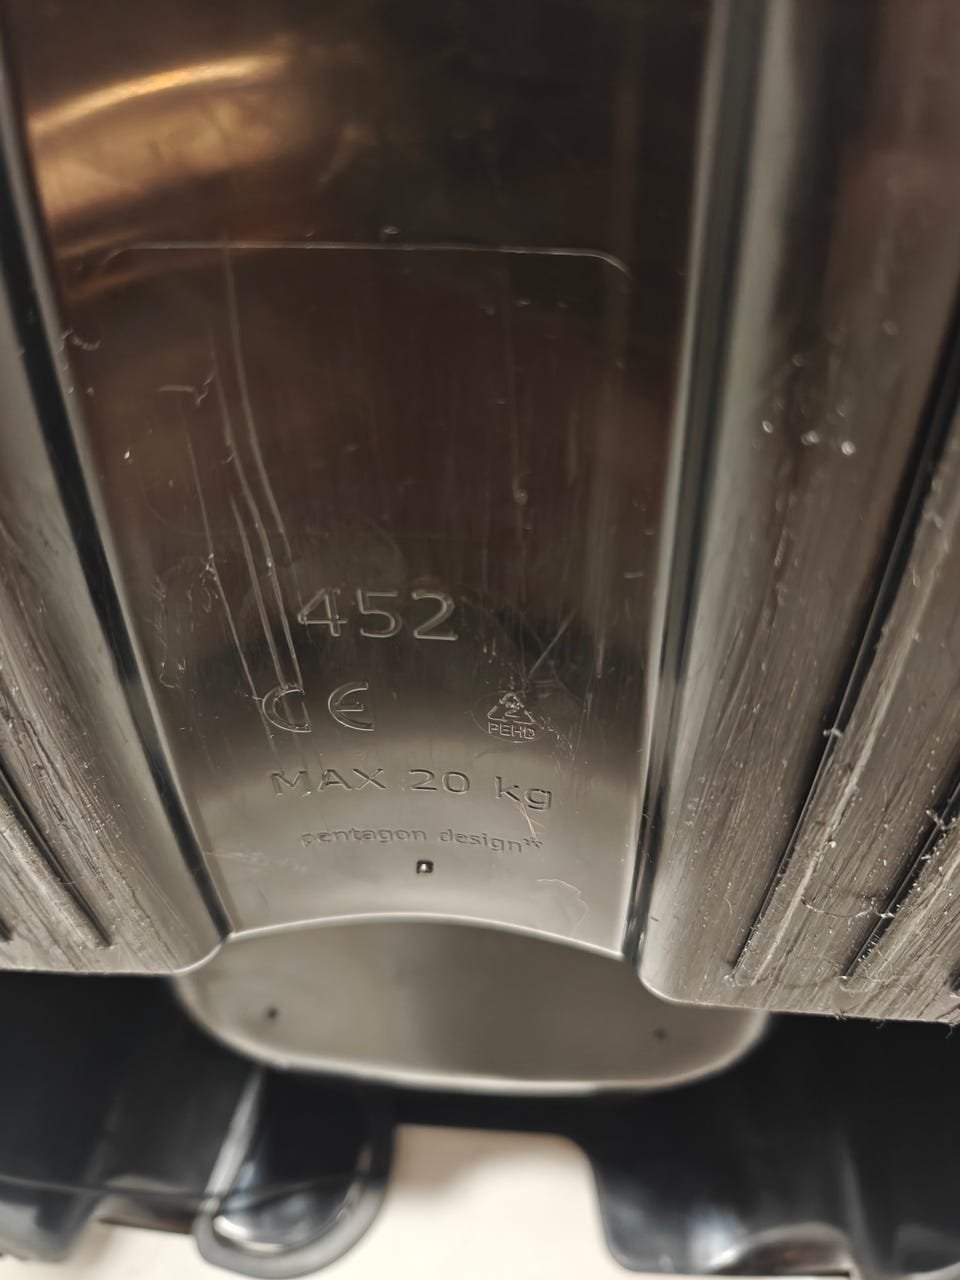 452
CE
2
PEHD
MAX 20 kg
pentagon design